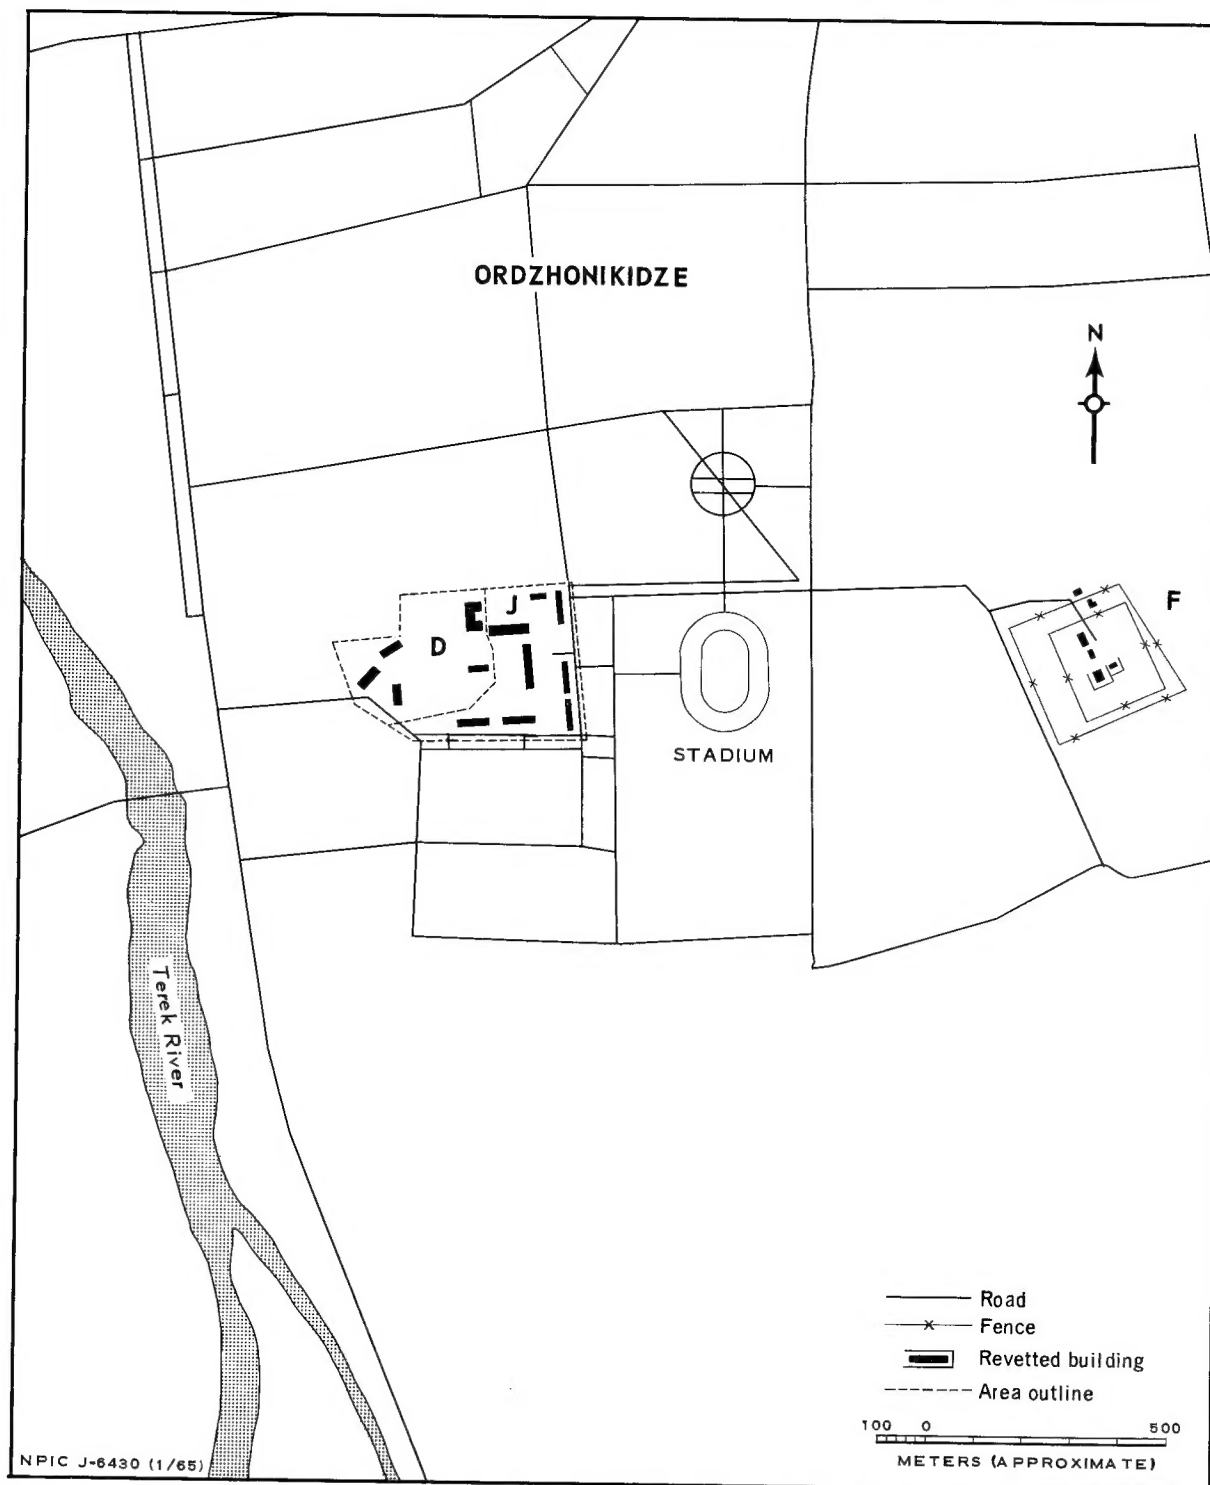 ORDZHONIKIDZE
N
J
F
D
STADIUM
Terek River
Road
Fence
Revetted building
Area outline
100 0 500
METERS (APPROXIMATE)
NPIC J-6430 (1/65)